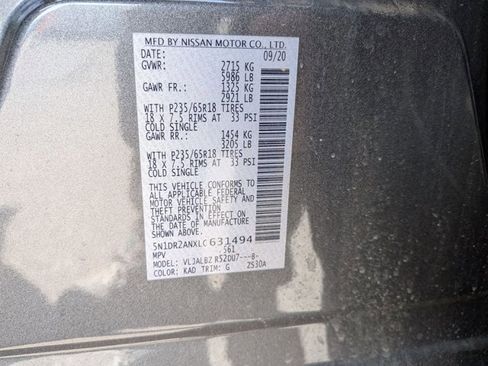 MFD BY NISSAN MOTOR CO., LTD.
DATE: 09/20
GVWR: 2715 KG
5986 LB
GAWR FR.: 1325 KG
2921 LB
WITH P235/65R18 TIRES
18 X 7.5 RIMS AT 33 PSI
COLD SINGLE
GAWR RR.: 1454 KG
3205 LB
WITH P235/65R18 TIRES
18 X 7.5 RIMS AT 33 PSI
COLD SINGLE
THIS VEHICLE CONFORMS TO
ALL APPLICABLE FEDERAL
MOTOR VEHICLE SAFETY AND
STANDARDS IN EFFECT ON
THE DATE OF MANUFACTURE
SHOWN ABOVE.
5N1DR2ANXLC631494
MPV 561
MODEL: VLJALBZ R52DU7---B-
COLOR: KAD TRIM: G 2S30A